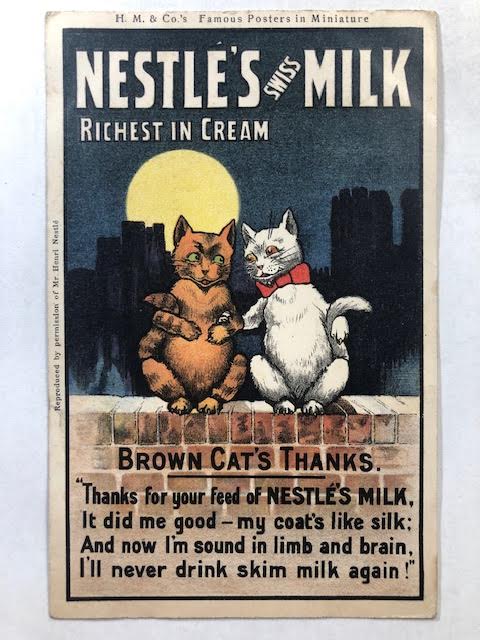 H. M. & Co.'s Famous Posters in Miniature
NESTLÉ'S SWISS MILK
RICHEST IN CREAM
Reproduced by permission of Mr. Henri Nestlé
BROWN CAT'S THANKS.
"Thanks for your feed of NESTLÉ'S MILK,
It did me good – my coat's like silk;
And now I'm sound in limb and brain,
I'll never drink skim milk again!"